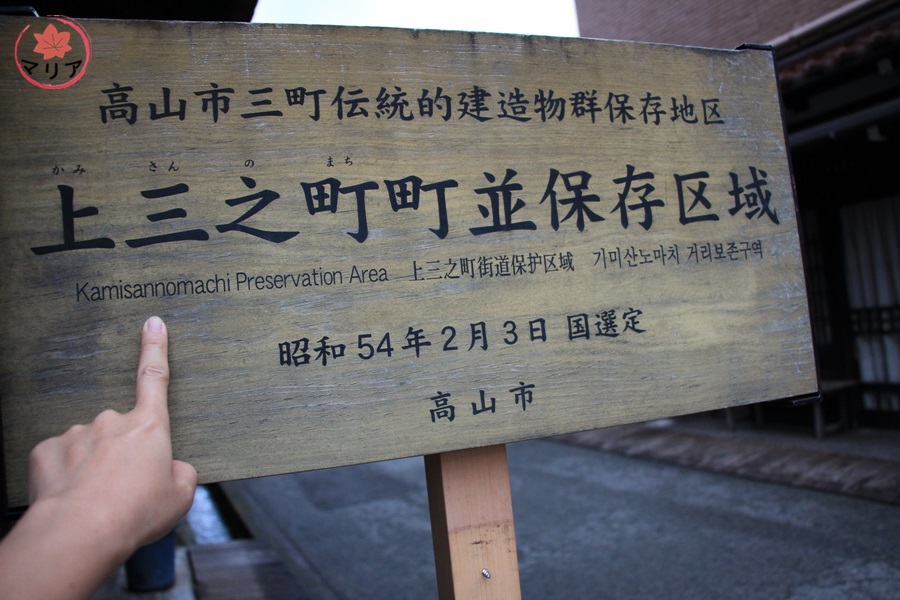 マリア
高山市三町伝統的建造物群保存地区
かみ さん の まち
上三之町町並保存区域
Kamisannomachi Preservation Area 上三之町街道保护区域 기미산노마치 거리보존구역
昭和54年2月3日 国選定
高山市